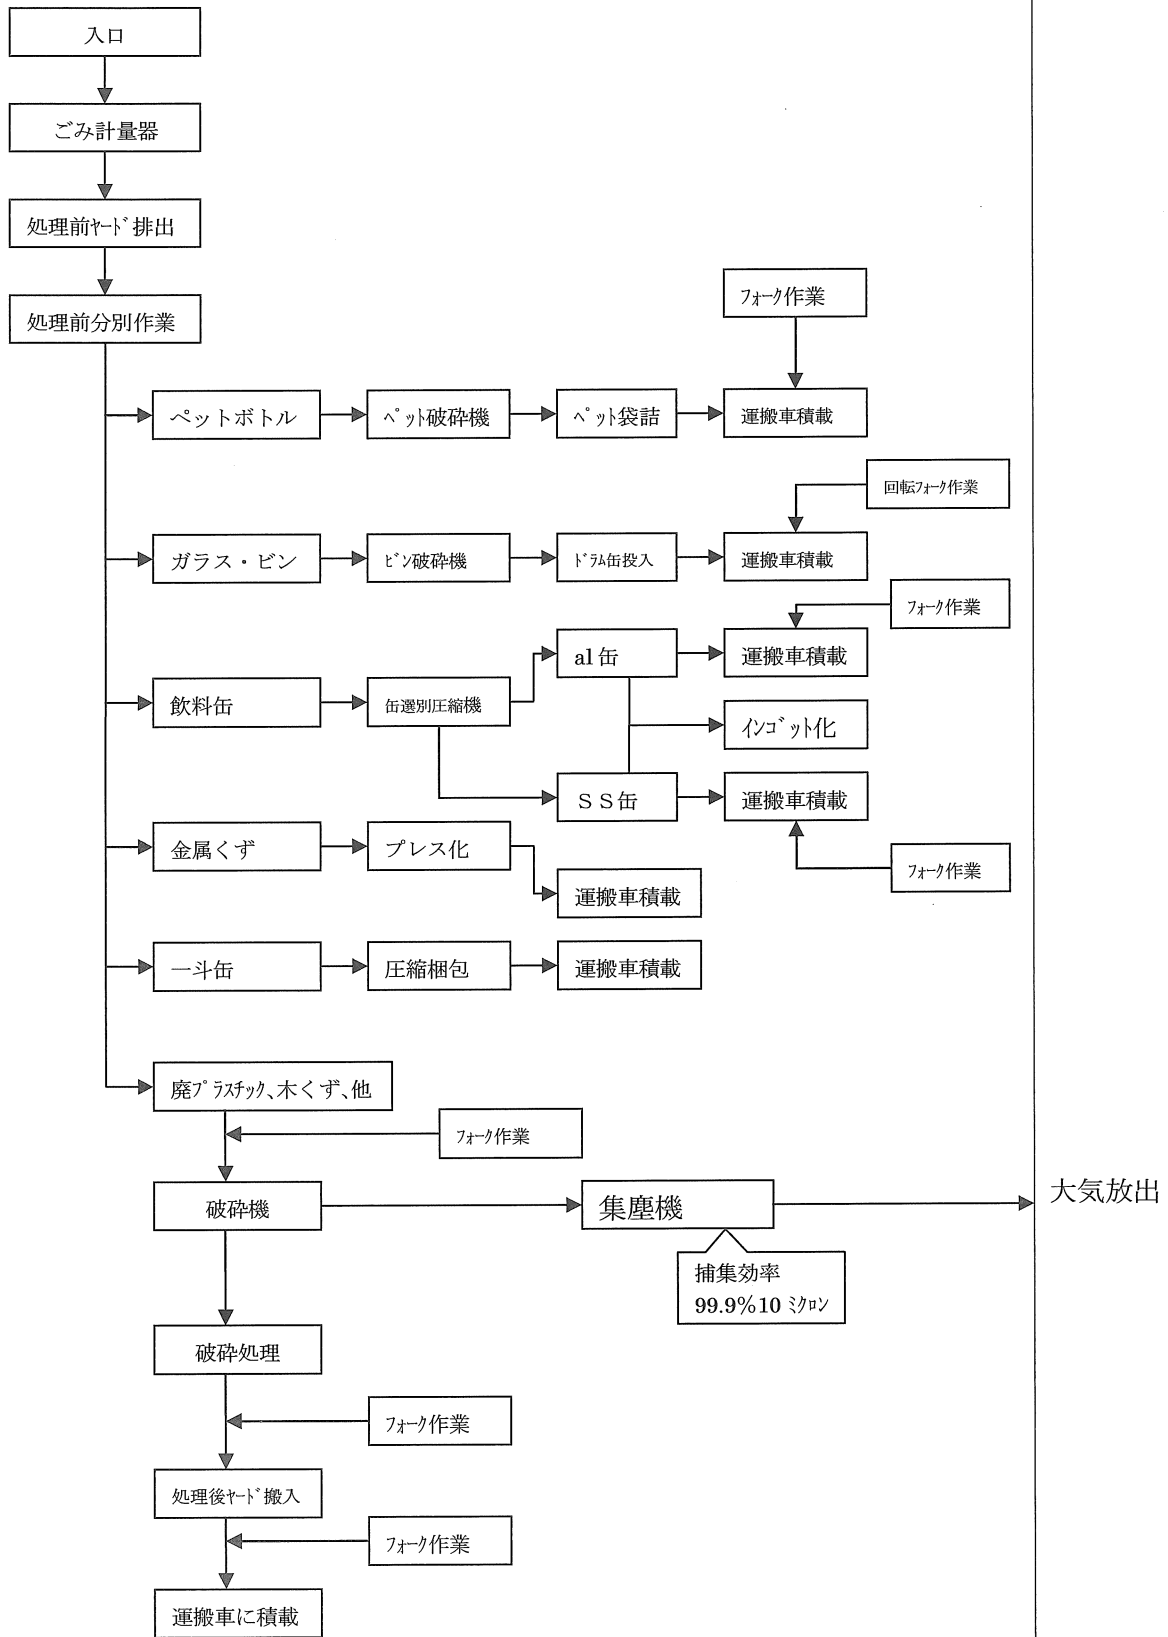 入口
ごみ計量器
処理前ﾔｰﾄﾞ排出
処理前分別作業
ﾌｫｰｸ作業
ペットボトル
ﾍﾟｯﾄ破砕機
ﾍﾟｯﾄ袋詰
運搬車積載
回転ﾌｫｰｸ作業
ガラス・ビン
ﾋﾞﾝ破砕機
ﾄﾞﾗﾑ缶投入
運搬車積載
ﾌｫｰｸ作業
al 缶
運搬車積載
飲料缶
缶選別圧縮機
ｲﾝｺﾞｯﾄ化
ＳＳ缶
運搬車積載
金属くず
プレス化
ﾌｫｰｸ作業
運搬車積載
一斗缶
圧縮梱包
運搬車積載
廃ﾌﾟﾗｽﾁｯｸ、木くず、他
ﾌｫｰｸ作業
破砕機
集塵機
大気放出
捕集効率
99.9%10 ﾐｸﾛﾝ
破砕処理
ﾌｫｰｸ作業
処理後ﾔｰﾄﾞ搬入
ﾌｫｰｸ作業
運搬車に積載